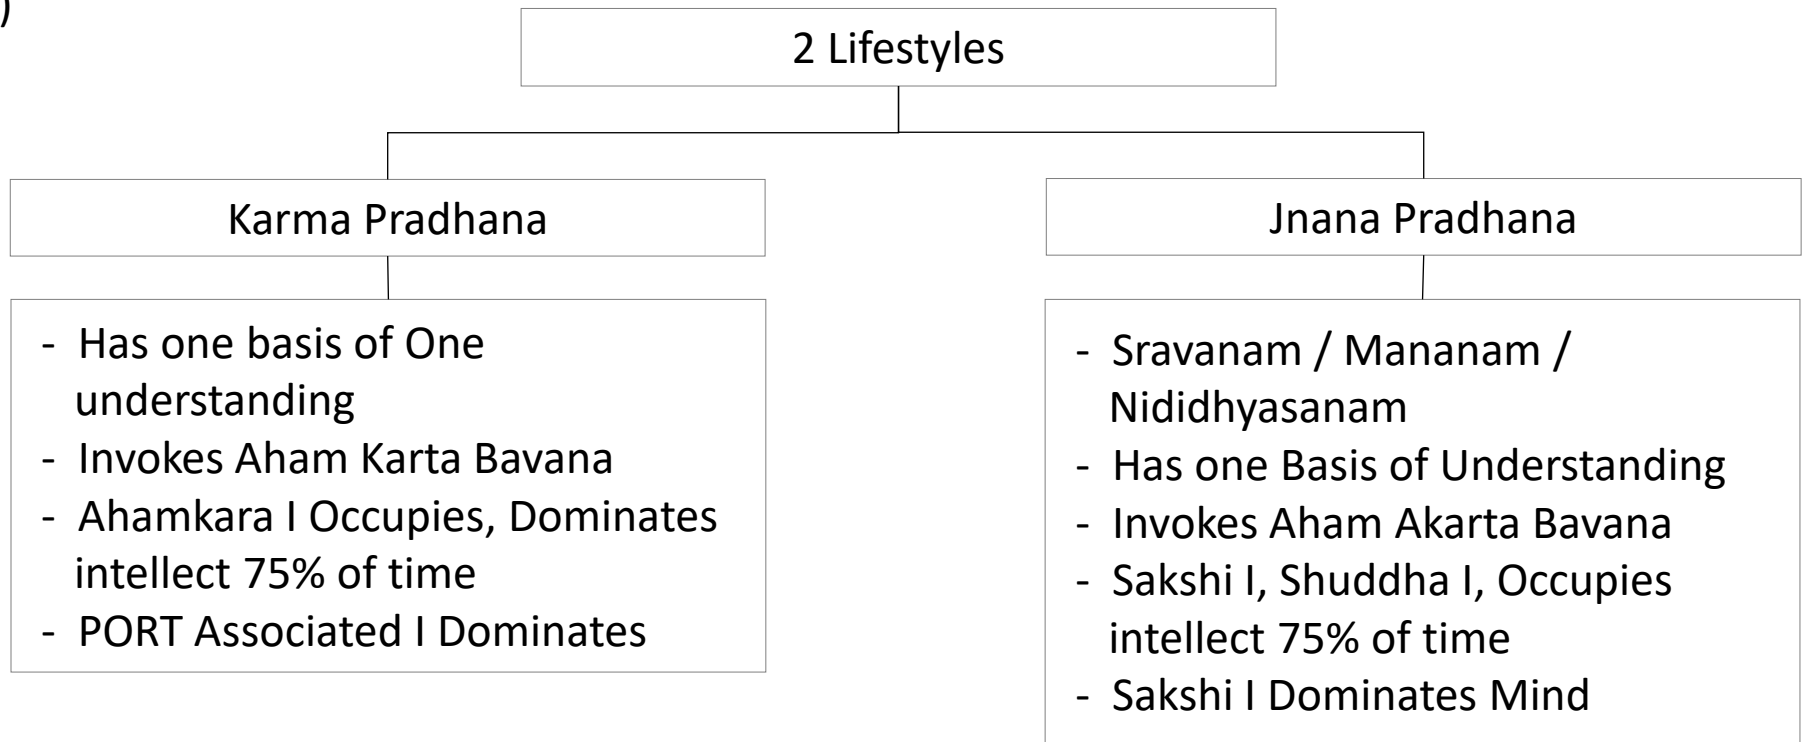 )
2 Lifestyles
Karma Pradhana
Jnana Pradhana
- Has one basis of One
understanding
- Invokes Aham Karta Bavana
- Ahamkara I Occupies, Dominates
intellect 75% of time
- PORT Associated I Dominates
- Sravanam / Mananam /
Nididhyasanam
- Has one Basis of Understanding
- Invokes Aham Akarta Bavana
- Sakshi I, Shuddha I, Occupies
intellect 75% of time
- Sakshi I Dominates Mind